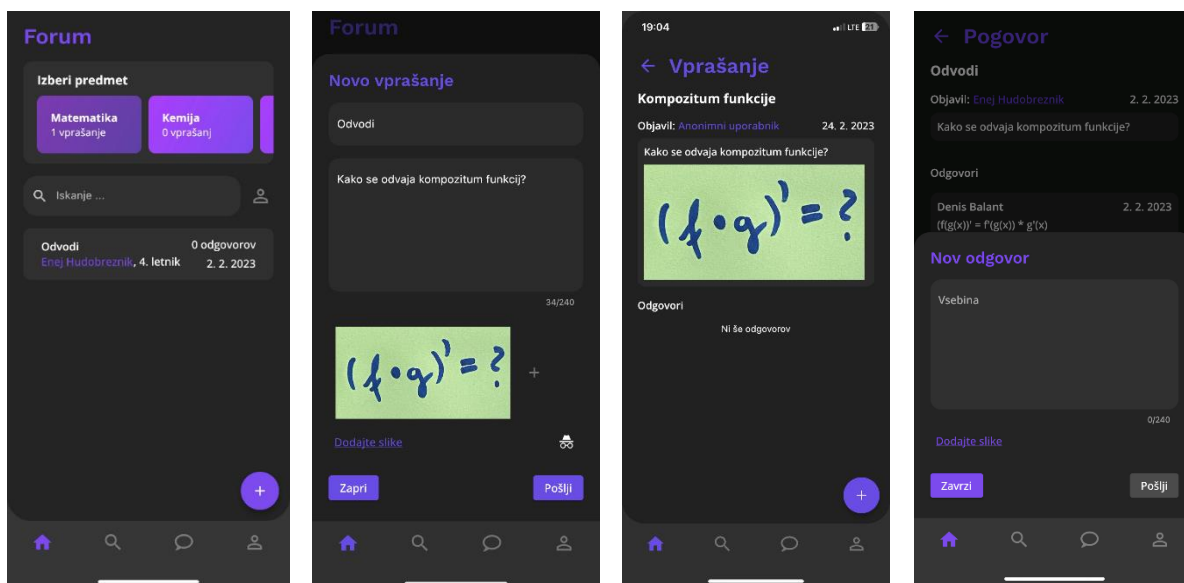 Forum
Izberi predmet
Matematika
1 vprašanje
Kemija
0 vprašanj
Iskanje ...
Odvodi
0 odgovorov
Enej Hudobreznik, 4. letnik
2. 2. 2023
Forum
Novo vprašanje
Odvodi
Kako se odvaja kompozitum funkcij?
34/240
(f∘g)' = ?
+
Dodajte slike
Zapri
Pošlji
19:04
LTE 21
← Vprašanje
Kompozitum funkcije
Objavil: Anonimni uporabnik
24. 2. 2023
Kako se odvaja kompozitum funkcije?
(f∘g)' = ?
Odgovori
Ni še odgovorov
+
← Pogovor
Odvodi
Objavil: Enej Hudobreznik
2. 2. 2023
Kako se odvaja kompozitum funkcije?
Odgovori
Denis Balant
2. 2. 2023
(f(g(x))' = f'(g(x)) * g'(x)
Nov odgovor
Vsebina
0/240
Dodajte slike
Zavrzi
Pošlji